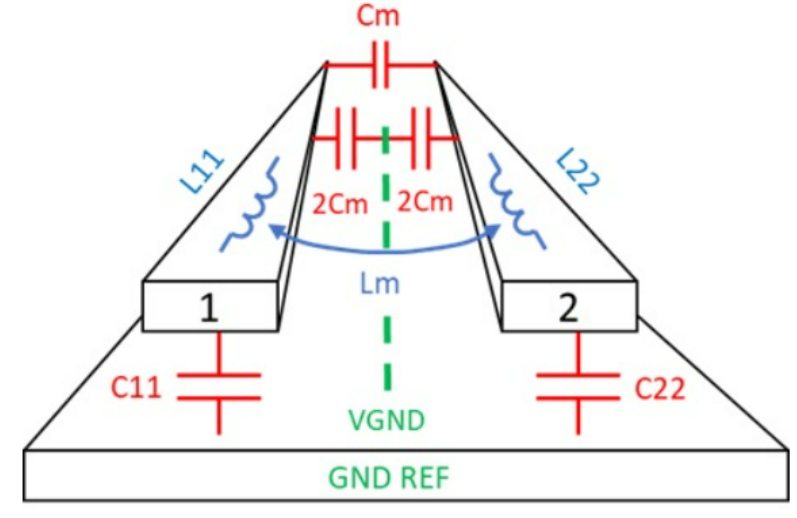 Cm
L11
L22
2Cm
2Cm
Lm
1
2
C11
C22
VGND
GND REF